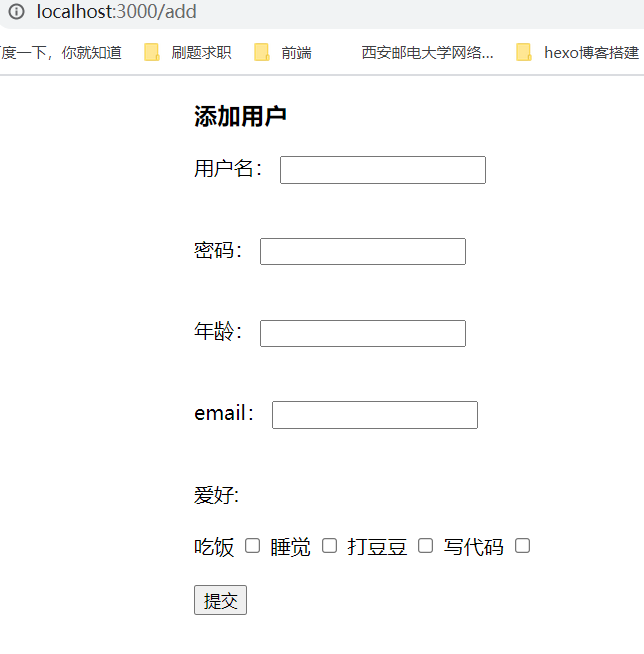 localhost:3000/add
度一下，你就知道 刷题求职 前端 西安邮电大学网络... hexo博客搭建
添加用户
用户名：
密码：
年龄：
email：
爱好:
吃饭 睡觉 打豆豆 写代码
提交